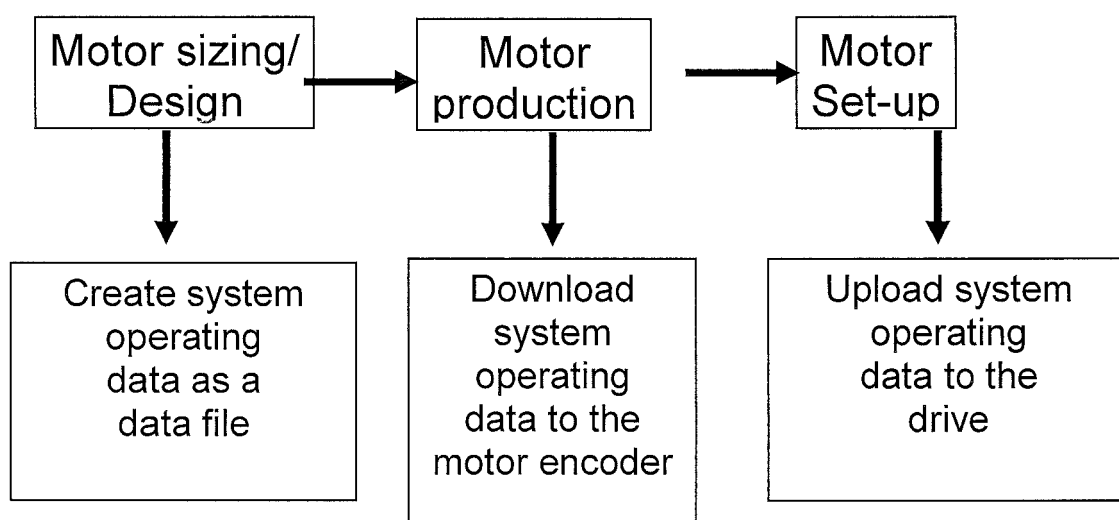 Motor sizing/
Design
Motor
production
Motor
Set-up
Create system
operating
data as a
data file
Download
system
operating
data to the
motor encoder
Upload system
operating
data to the
drive